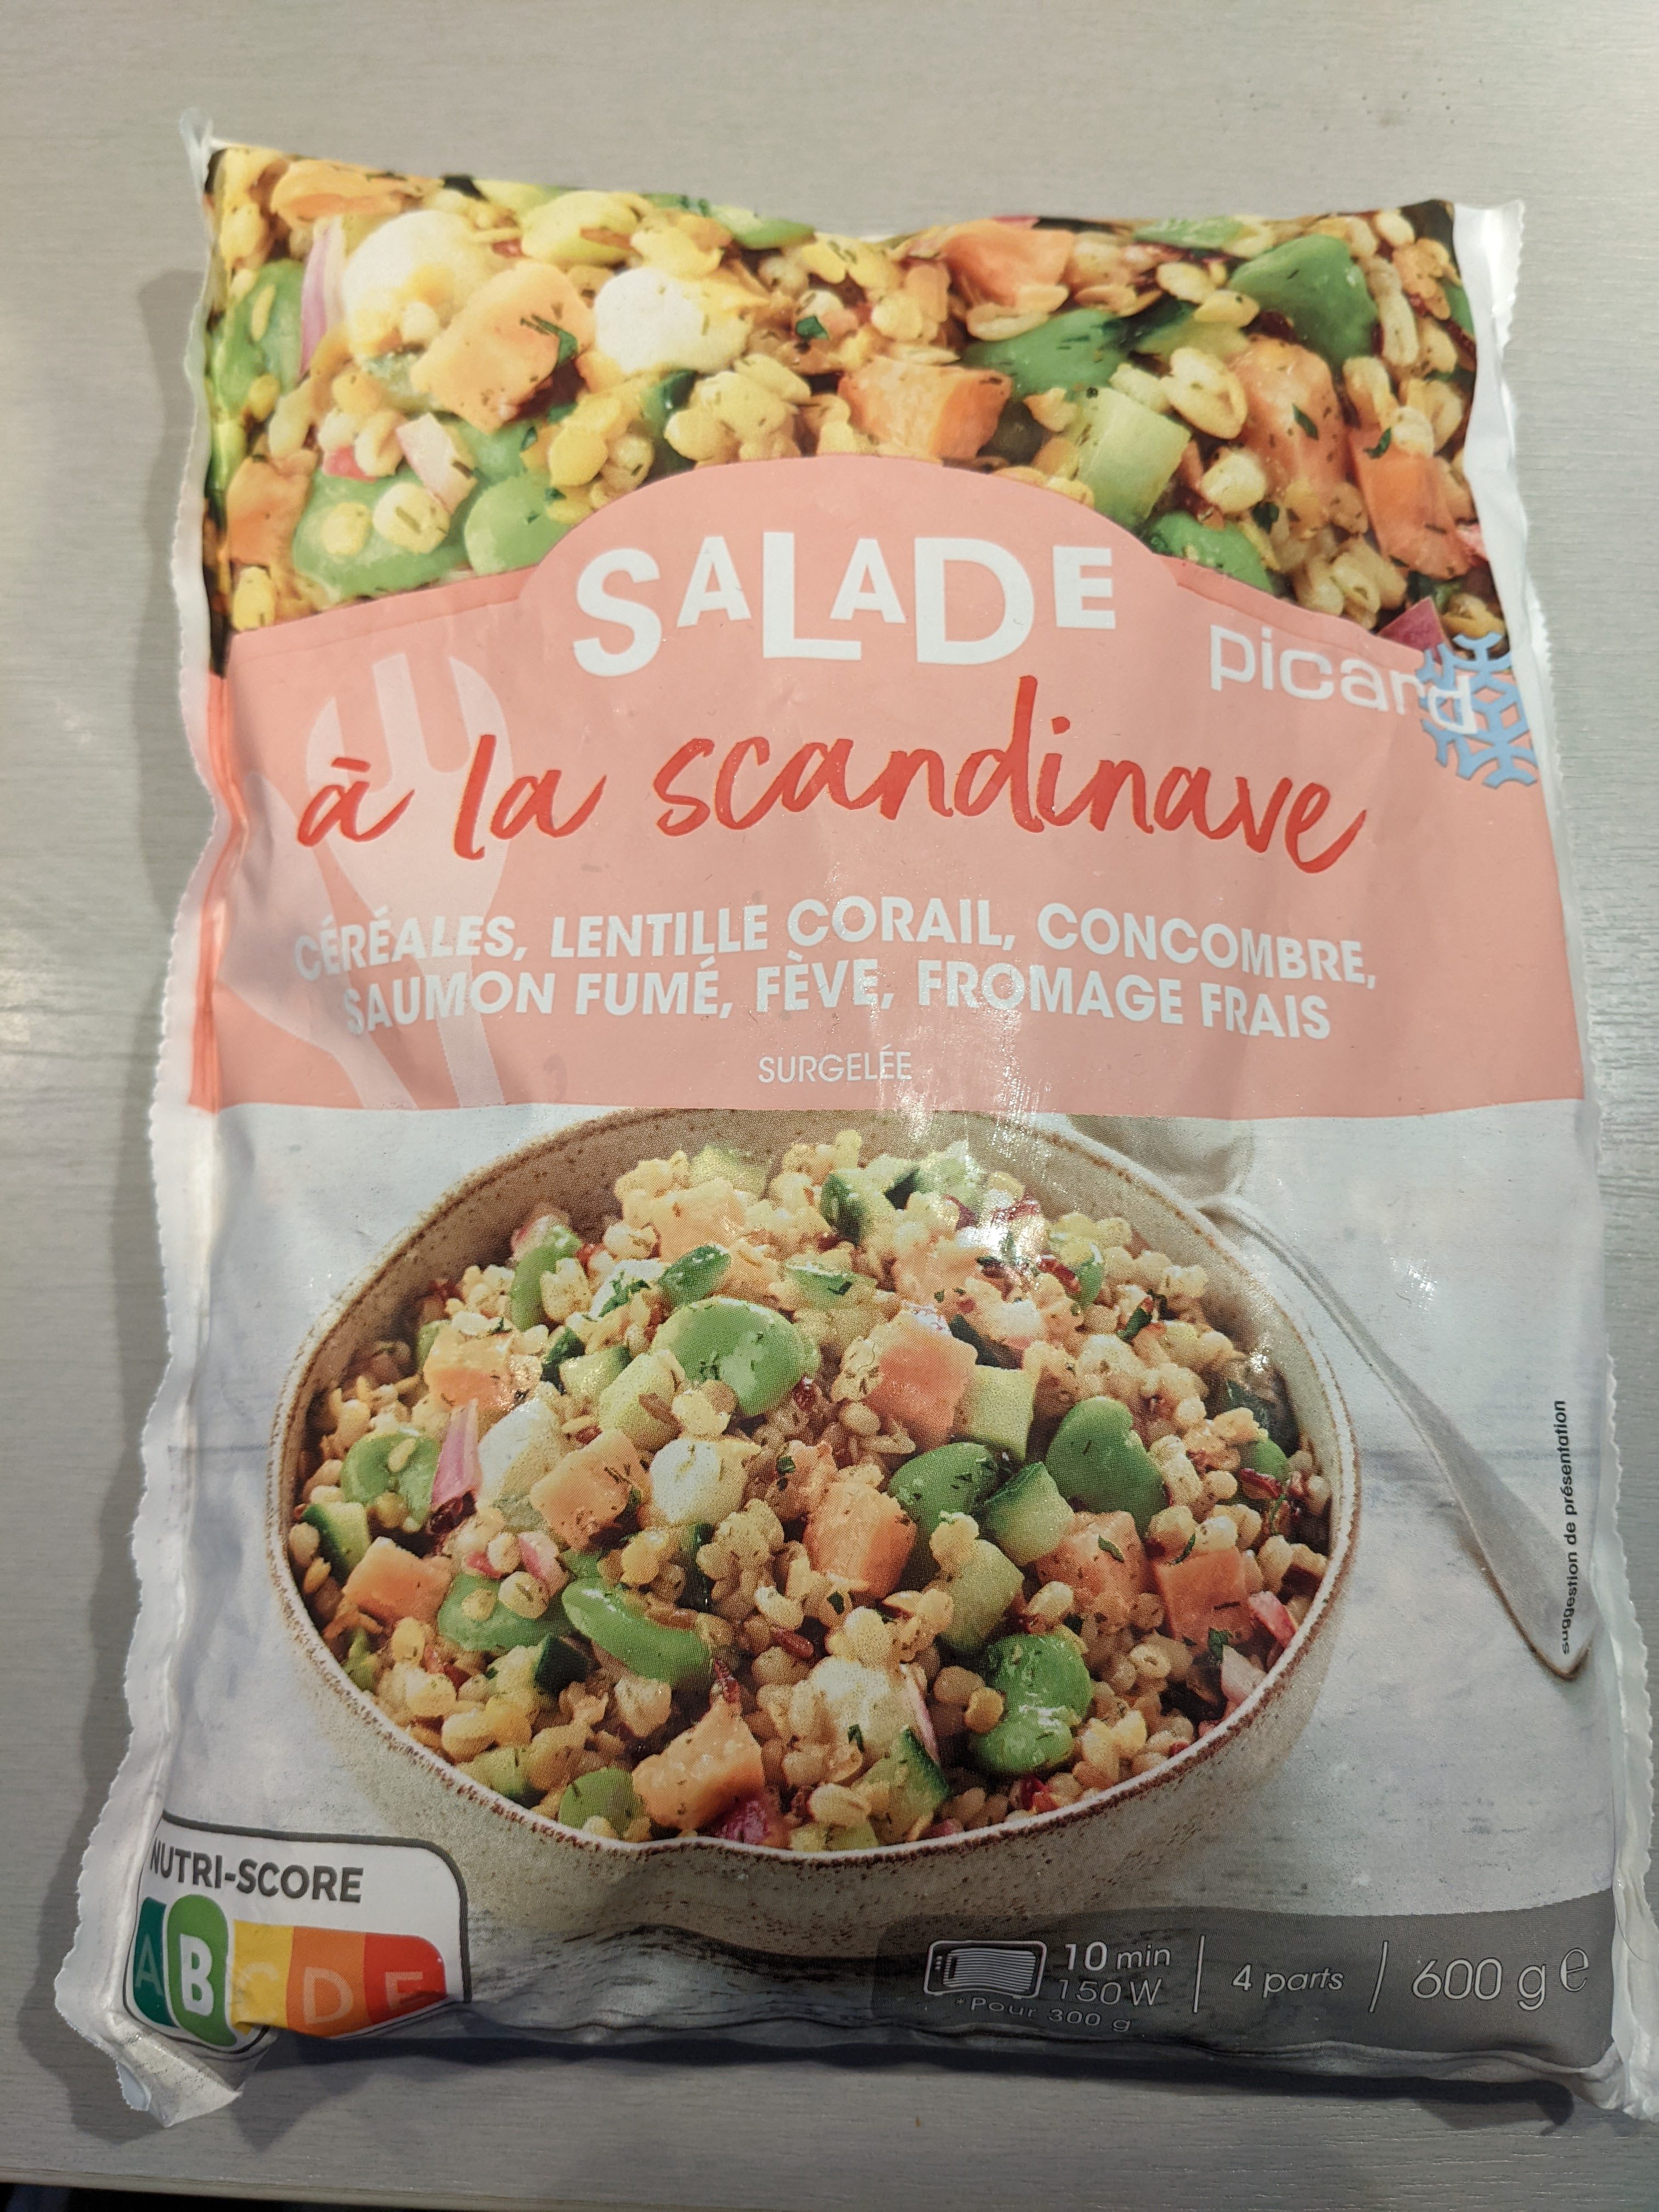 SALADE
picard
à la scandinave
CÉRÉALES, LENTILLE CORAIL, CONCOMBRE,
SAUMON FUMÉ, FÈVE, FROMAGE FRAIS
SURGELÉE
suggestion de présentation
NUTRI-SCORE
A B C D E
10 min
150 W
*Pour 300 g
4 parts
600 g e